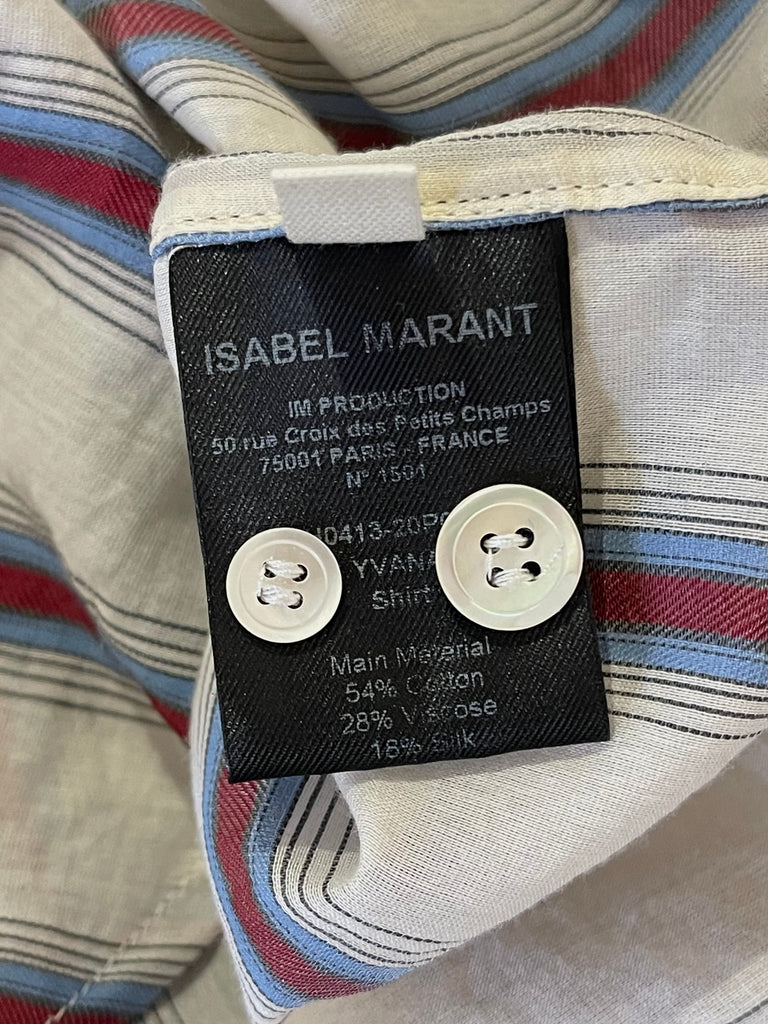 ISABEL MARANT
IM PRODUCTION
50 rue Croix des Petits Champs
75001 PARIS - FRANCE
N° 1501
Shirt
Main Material
54% Cotton
28% Viscose
18% Silk